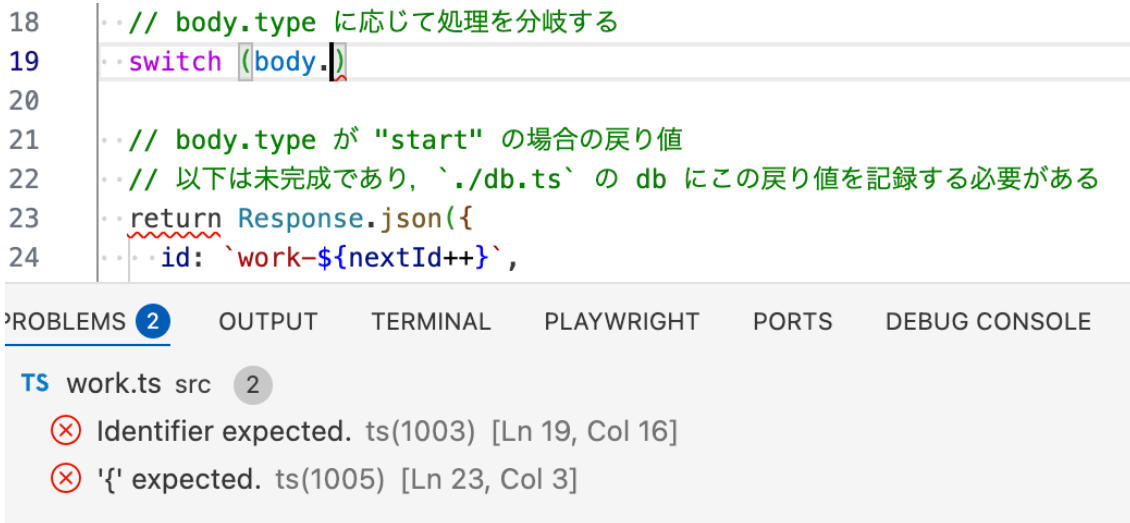 18 // body.type に応じて処理を分岐する
19 switch (body.)
20
21 // body.type が "start" の場合の戻り値
22 // 以下は未完成であり, `./db.ts` の db にこの戻り値を記録する必要がある
23 return Response.json({
24 id: `work-${nextId++}`,
PROBLEMS 2 OUTPUT TERMINAL PLAYWRIGHT PORTS DEBUG CONSOLE
TS work.ts src 2
Identifier expected. ts(1003) [Ln 19, Col 16]
'{' expected. ts(1005) [Ln 23, Col 3]